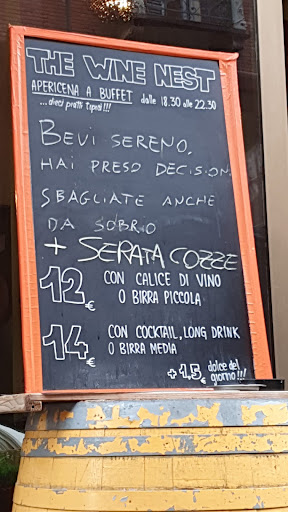 THE WINE NEST
APERICENA A BUFFET dalle 18.30 alle 22.30
...dieci piatti tipici!!!
BEVI SERENO,
HAI PRESO DECISIONI
SBAGLIATE ANCHE
DA SOBRIO
+ SERATA COZZE
12€ CON CALICE DI VINO
O BIRRA PICCOLA
14€ CON COCKTAIL, LONG DRINK
O BIRRA MEDIA
+1.5€ dolce del
giorno!!!